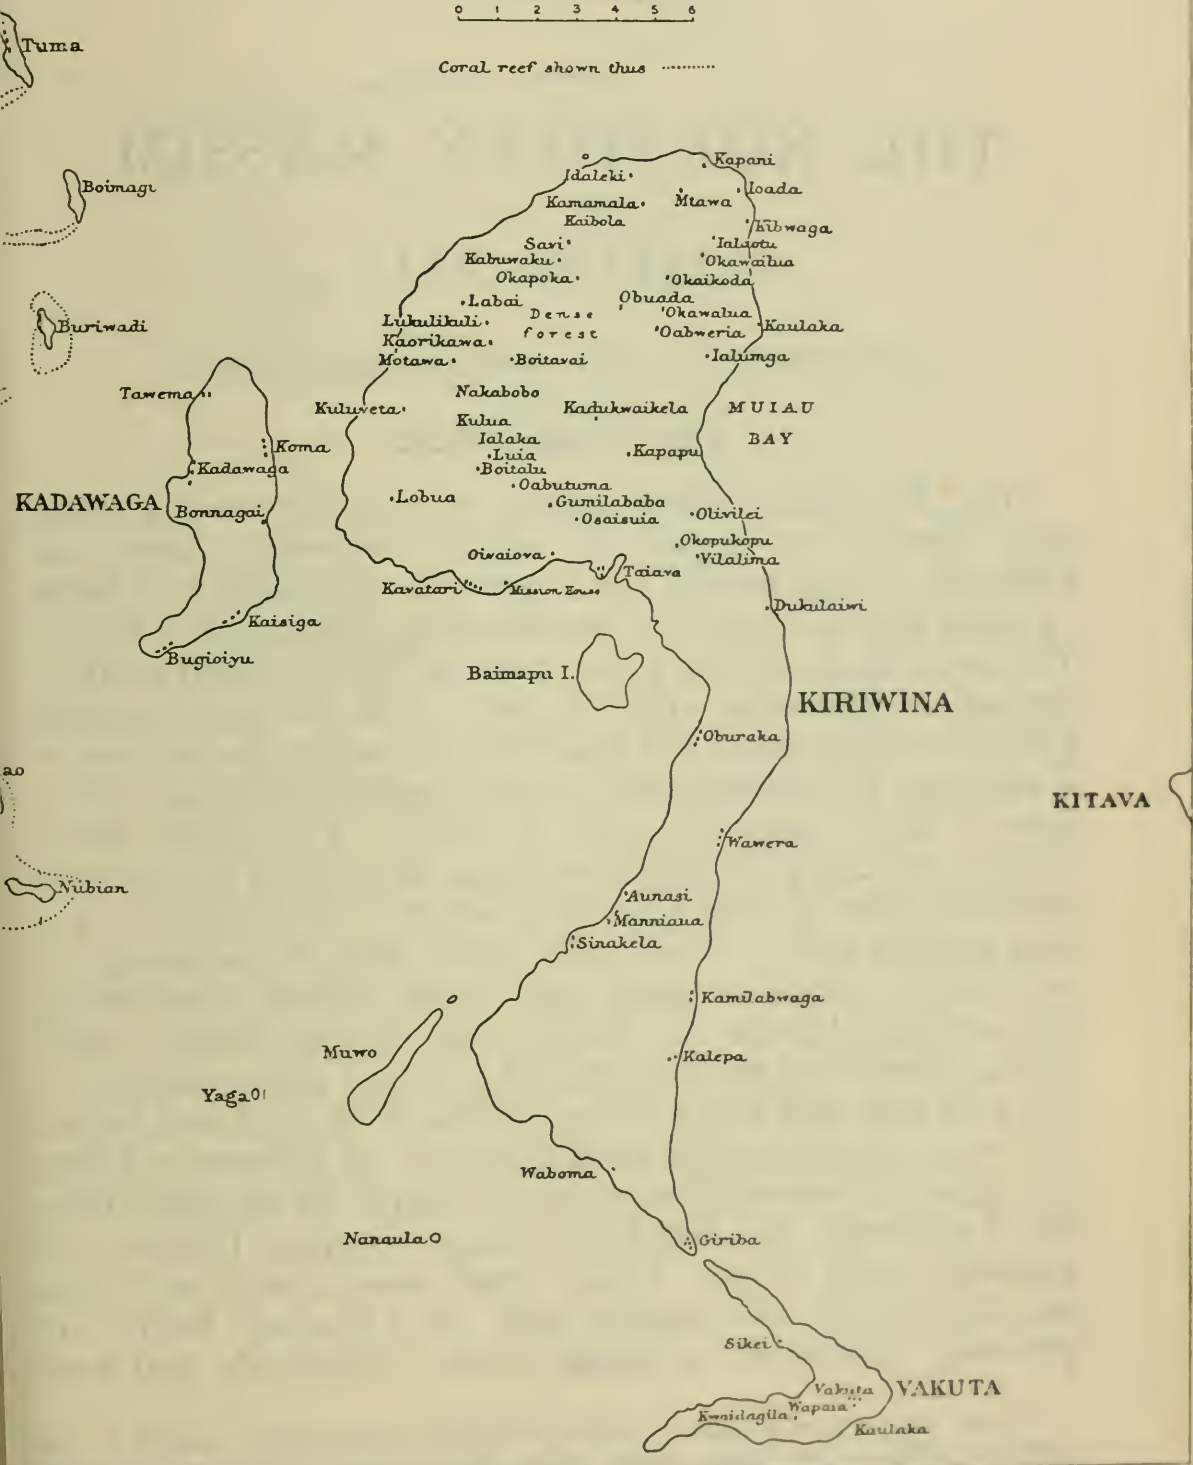 0 1 2 3 4 5 6
Coral reef shown thus
Tuma
Kapani
Idaleki
Boimagi
Ioada
Kamamala
Mtawa
Kaibola
Kibwaga
Savi
Ialuotu
Kabuwaku
Okawailua
Okapoka
Okaikoda
Labai
Obuada
Dense
forest
Okawalua
Lukulikuli
Buriwadi
Kaulaka
Oabweria
Kaorikawa
Motawa
Boitavai
Ialumga
Tawema
Nakabobo
Kuluveta
Kadukwaikela
MUIAU
BAY
Kulua
Ialaka
Koma
Luia
Kapapu
Kadawaga
Boitalu
Oabutuma
KADAWAGA
Lobua
Gumilababa
Bonnagai
Osaisuia
Olivilei
Okopukopu
Oivaiova
Vilalima
Taiava
Kavatari
Mission House
Dukulaiwi
Kaisiga
Bugioiyu
Baimapu I.
KIRIWINA
Oburaka
ao
KITAVA
Wawera
Nubian
Aunasi
Manniaua
Sinakela
Kamilabwaga
Muwo
Kalepa
Yaga
Waboma
Nanaula
Giriba
Sikei
Vakuta
VAKUTA
Wapaia
Kwaidagila
Kaulaka